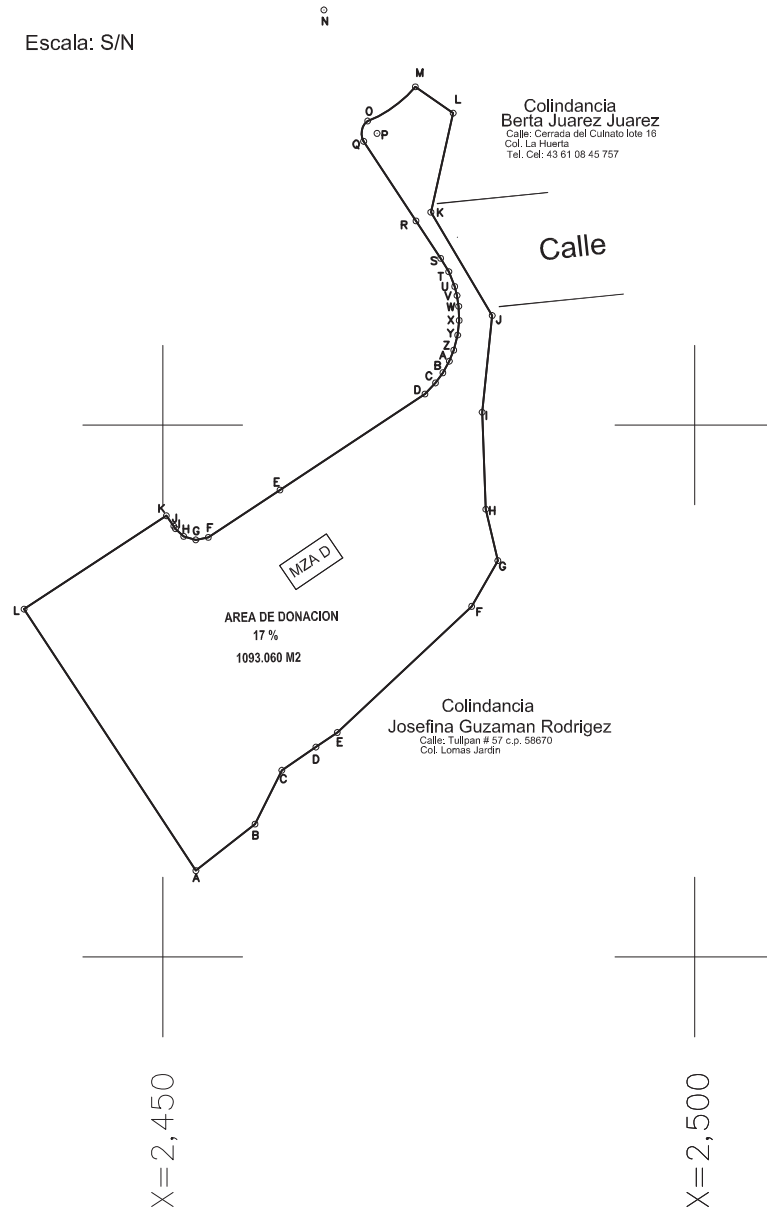 N
Escala: S/N
M
L
O
P
Q
Colindancia
Berta Juarez Juarez
Calle: Cerrada del Culnato lote 16
Col. La Huerta
Tel. Cel: 43 61 08 45 757
K
R
Calle
S
T
U
V
W
X
J
Y
Z
A
B
C
D
I
E
K
J
I
H
G
F
H
MZA D
G
L
F
AREA DE DONACION
17 %
1093.060 M2
Colindancia
Josefina Guzaman Rodrigez
Calle: Tullpan # 57 c.p. 58670
Col. Lomas Jardin
E
D
C
B
A
X=2,450
X=2,500